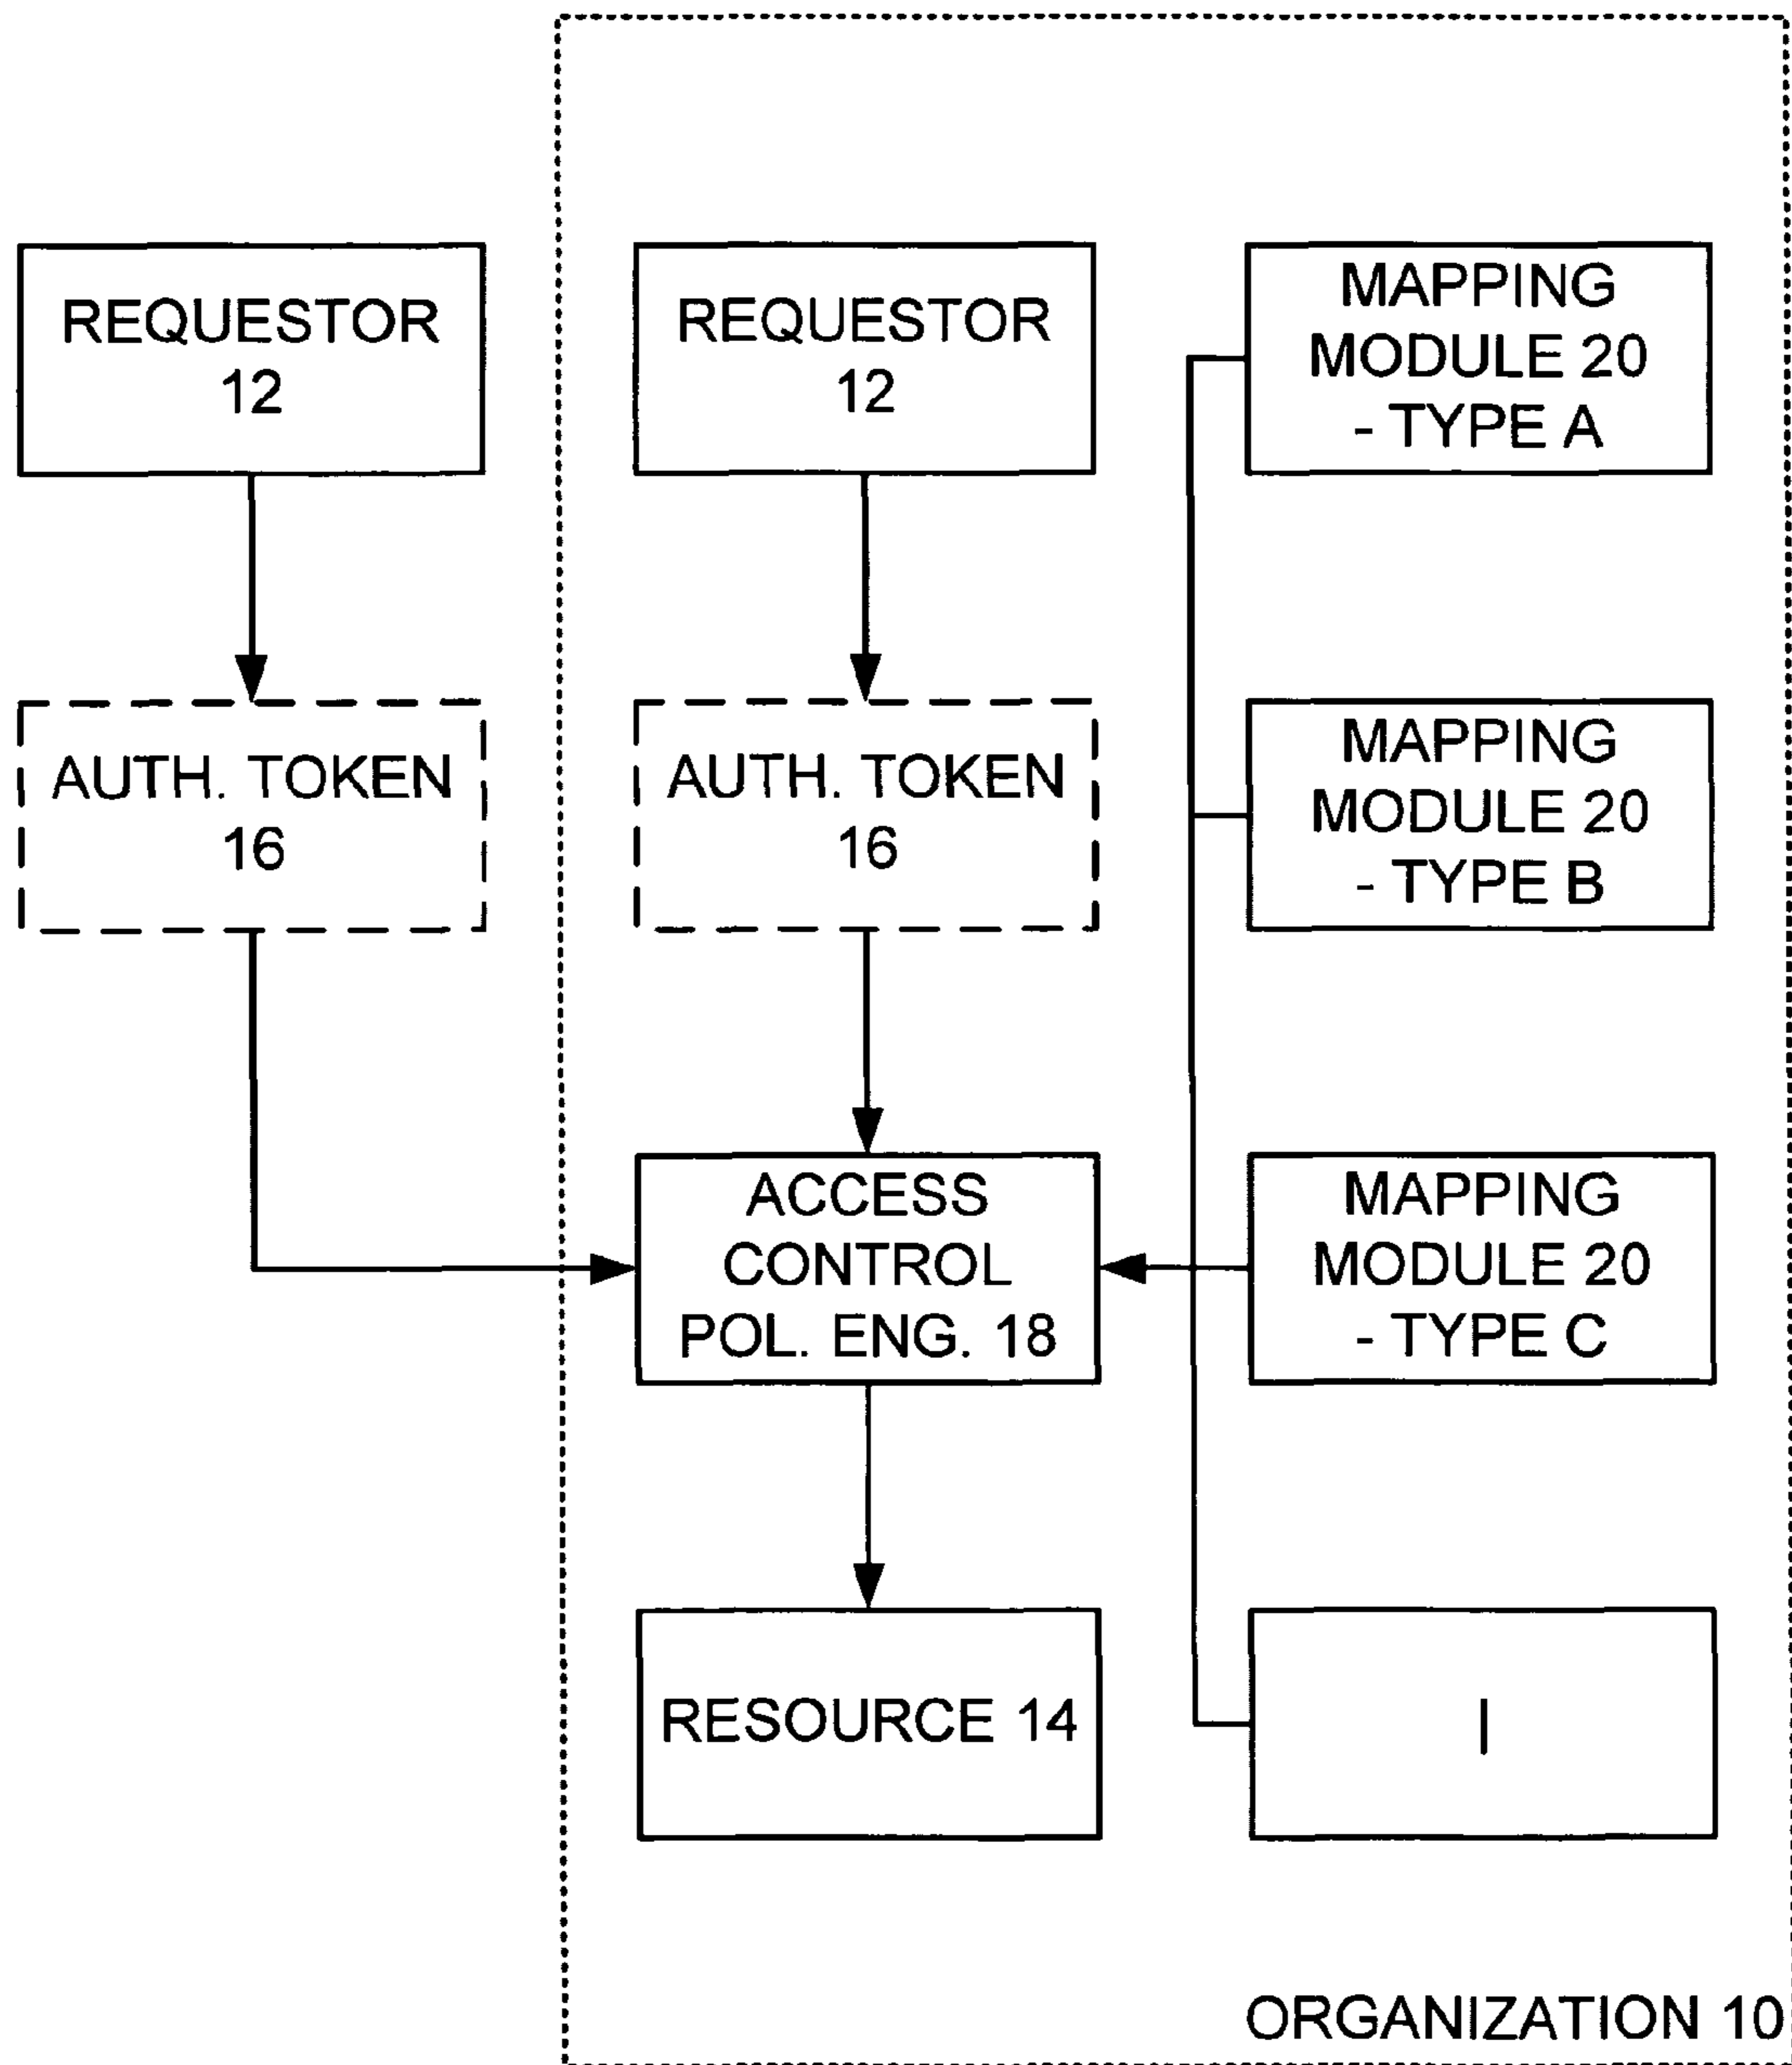 REQUESTOR
12
REQUESTOR
12
MAPPING
MODULE 20
- TYPE A
AUTH. TOKEN
16
AUTH. TOKEN
16
MAPPING
MODULE 20
- TYPE B
ACCESS
CONTROL
POL. ENG. 18
MAPPING
MODULE 20
- TYPE C
RESOURCE 14
|
ORGANIZATION 10